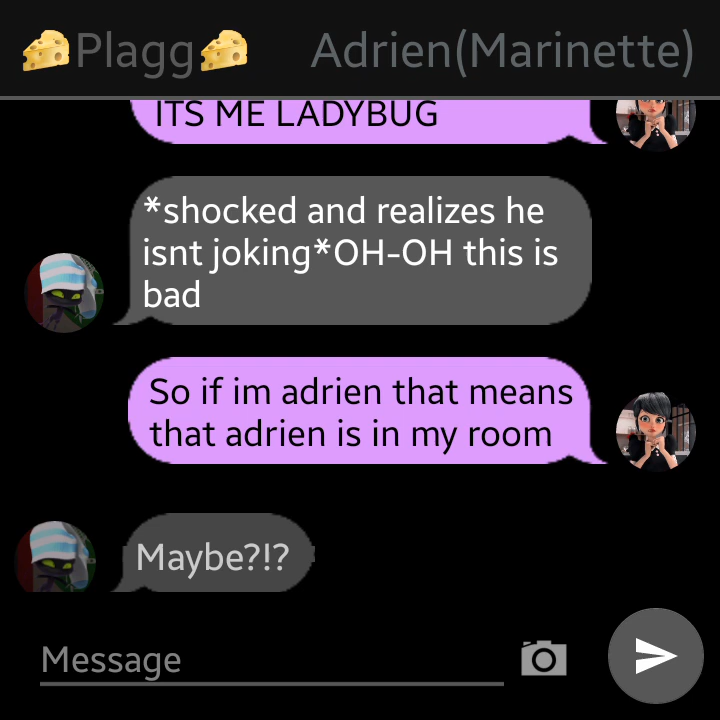 🧀Plagg🧀 Adrien(Marinette)
ITS ME LADYBUG
*shocked and realizes he
isnt joking*OH-OH this is
bad
So if im adrien that means
that adrien is in my room
Maybe?!?
Message